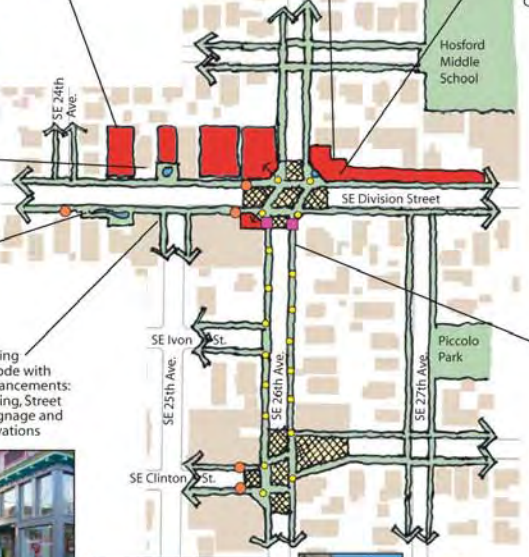 Hosford
Middle
School
SE 24th
Ave.
SE Division Street
SE Ivon St.
Piccolo
Park
SE 25th Ave.
SE 26th Ave.
SE 27th Ave.
ing
ode with
ancements:
ing, Street
gnage and
vations
SE Clinton St.